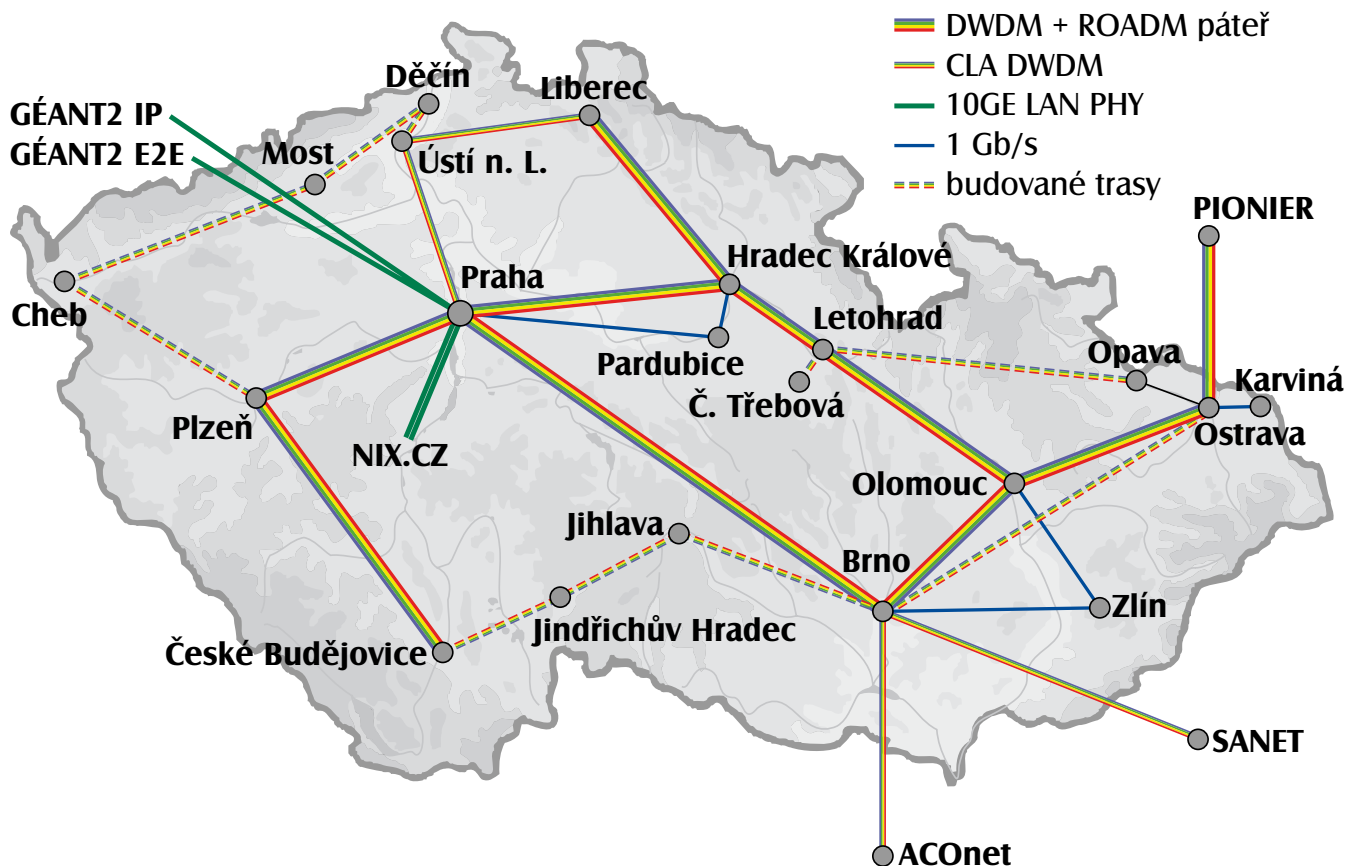 DWDM + ROADM páteř
CLA DWDM
10GE LAN PHY
1 Gb/s
budované trasy
Děčín
Liberec
GÉANT2 IP
GÉANT2 E2E
Most
Ústí n. L.
PIONIER
Praha
Hradec Králové
Cheb
Letohrad
Pardubice
Opava
Karviná
Č. Třebová
Plzeň
Ostrava
NIX.CZ
Olomouc
Jihlava
Brno
Zlín
Jindřichův Hradec
České Budějovice
SANET
ACOnet